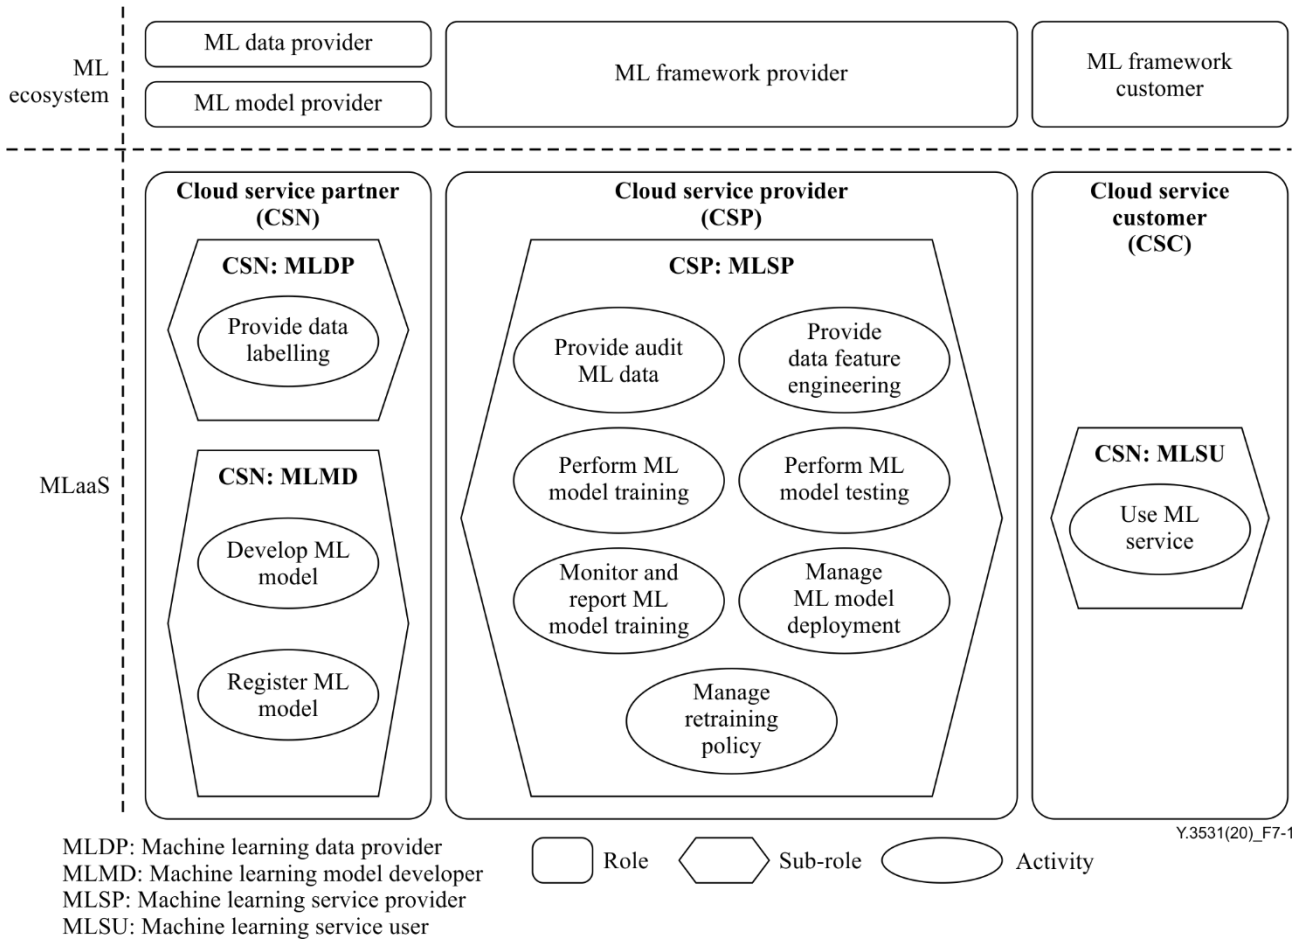 ML
ecosystem
ML data provider
ML model provider
ML framework provider
ML framework
customer
MLaaS
Cloud service partner
(CSN)
CSN: MLDP
Provide data
labelling
CSN: MLMD
Develop ML
model
Register ML
model
Cloud service provider
(CSP)
CSP: MLSP
Provide audit
ML data
Provide
data feature
engineering
Perform ML
model training
Perform ML
model testing
Monitor and
report ML
model training
Manage
ML model
deployment
Manage
retraining
policy
Cloud service
customer
(CSC)
CSN: MLSU
Use ML
service
Y.3531(20)_F7-1
MLDP: Machine learning data provider
MLMD: Machine learning model developer
MLSP: Machine learning service provider
MLSU: Machine learning service user
Role
Sub-role
Activity